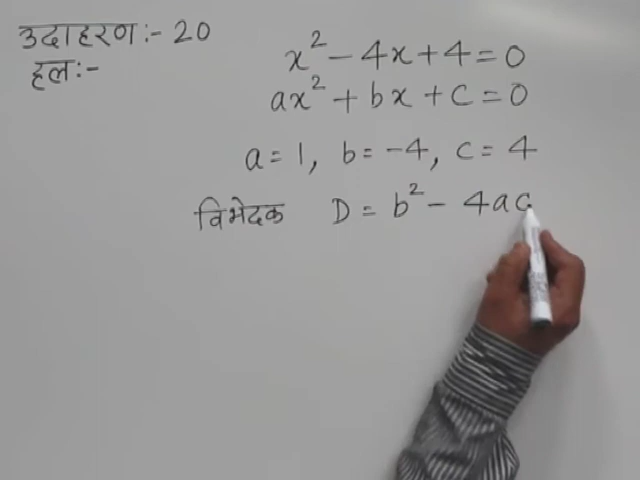 उदाहरण:- 20
हल:-
x² - 4x + 4 = 0
ax² + bx + c = 0
a = 1, b = -4, c = 4
विभेदक D = b² - 4ac